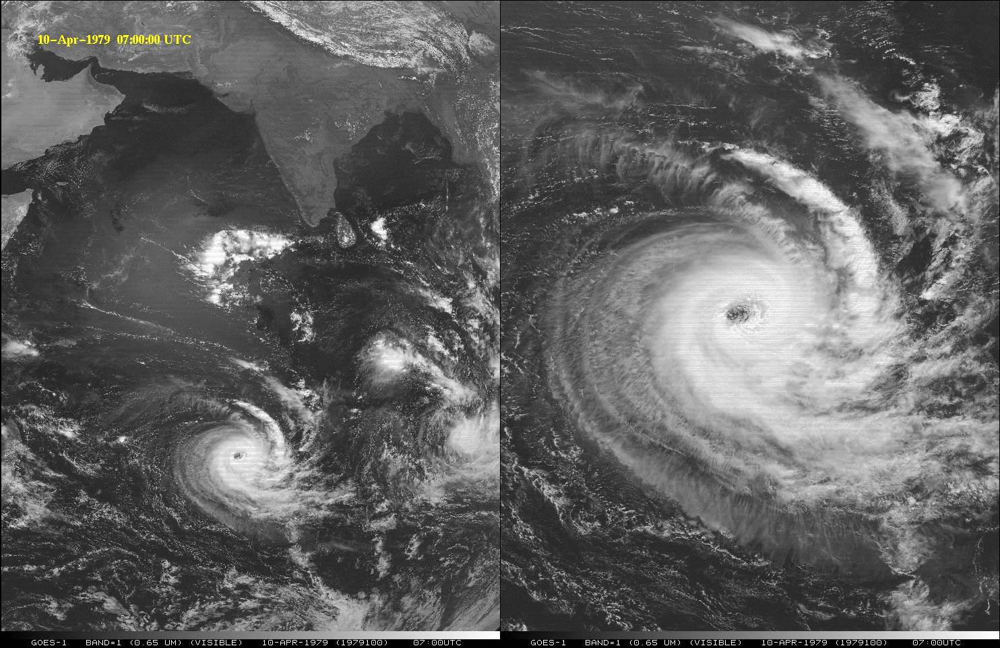 10-Apr-1979 07:00:00 UTC
GOES-1 BAND=1 (0.65 UM) (VISIBLE) 10-APR-1979 (1979100) 07:00UTC
GOES-1 BAND=1 (0.65 UM) (VISIBLE) 10-APR-1979 (1979100) 07:00UTC